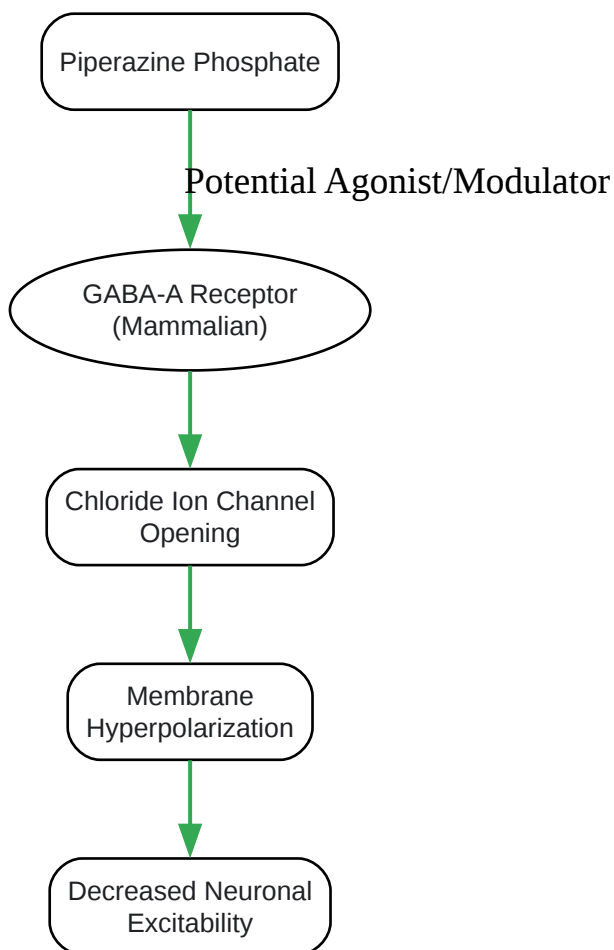 Piperazine Phosphate
Potential Agonist/Modulator
GABA-A Receptor
(Mammalian)
Chloride Ion Channel
Opening
Membrane
Hyperpolarization
Decreased Neuronal
Excitability